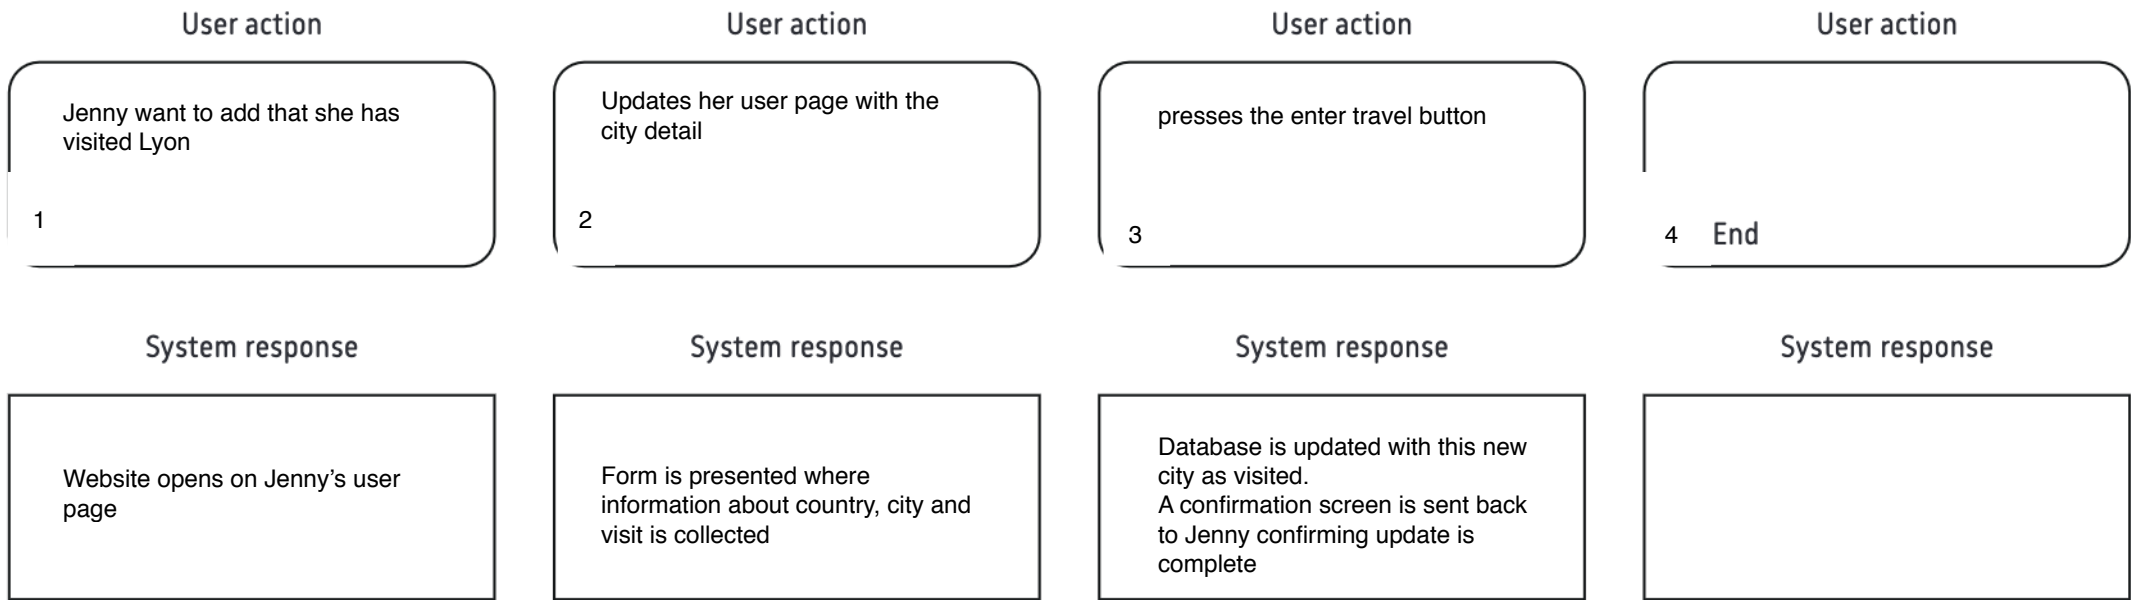 User action
User action
User action
User action
Jenny want to add that she has
visited Lyon
1
Updates her user page with the
city detail
2
presses the enter travel button
3
4 End
System response
System response
System response
System response
Website opens on Jenny’s user
page
Form is presented where
information about country, city and
visit is collected
Database is updated with this new
city as visited.
A confirmation screen is sent back
to Jenny confirming update is
complete